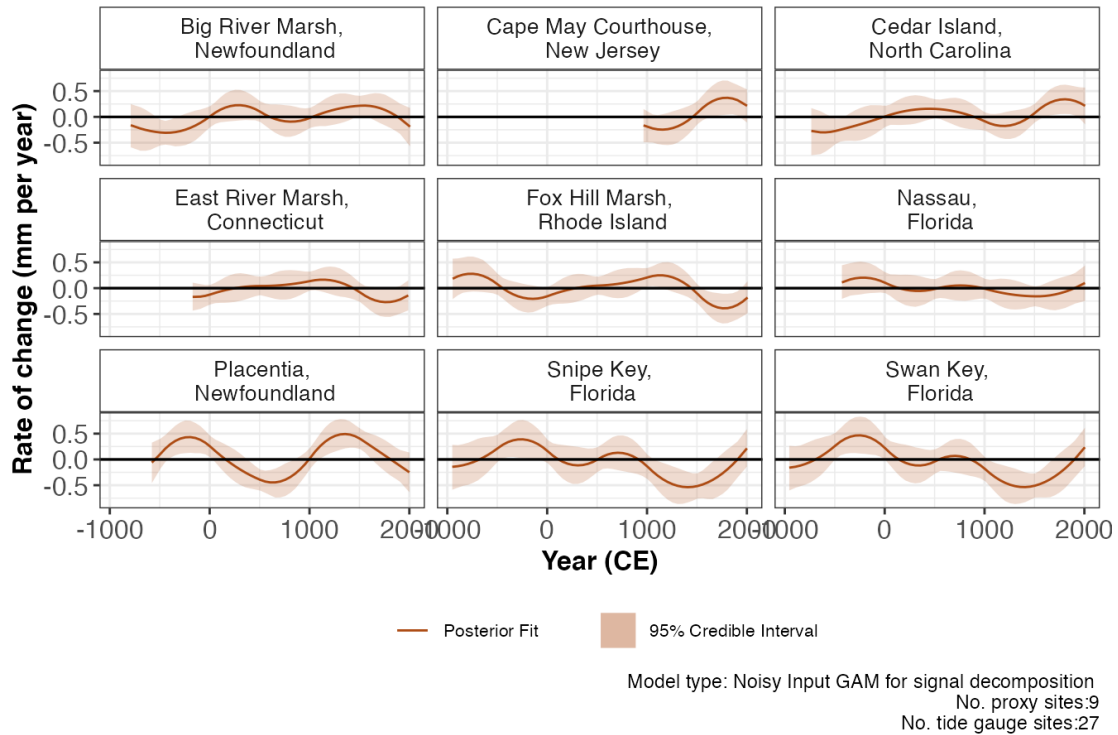 Big River Marsh,
Newfoundland
Cape May Courthouse,
New Jersey
Cedar Island,
North Carolina
0.5
0.0
-0.5
East River Marsh,
Connecticut
Fox Hill Marsh,
Rhode Island
Nassau,
Florida
0.5
0.0
-0.5
Placentia,
Newfoundland
Snipe Key,
Florida
Swan Key,
Florida
0.5
0.0
-0.5
-1000 0 1000 2000
-1000 0 1000 2000
-1000 0 1000 2000
Rate of change (mm per year)
Year (CE)
Posterior Fit
95% Credible Interval
Model type: Noisy Input GAM for signal decomposition
No. proxy sites:9
No. tide gauge sites:27